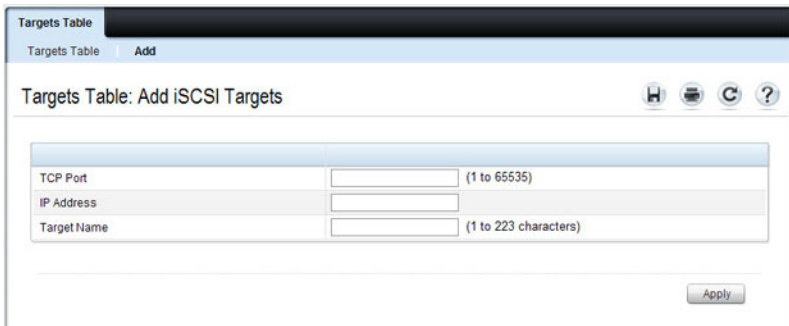 Targets Table
Targets Table Add
Targets Table: Add iSCSI Targets
TCP Port (1 to 65535)
IP Address
Target Name (1 to 223 characters)
Apply